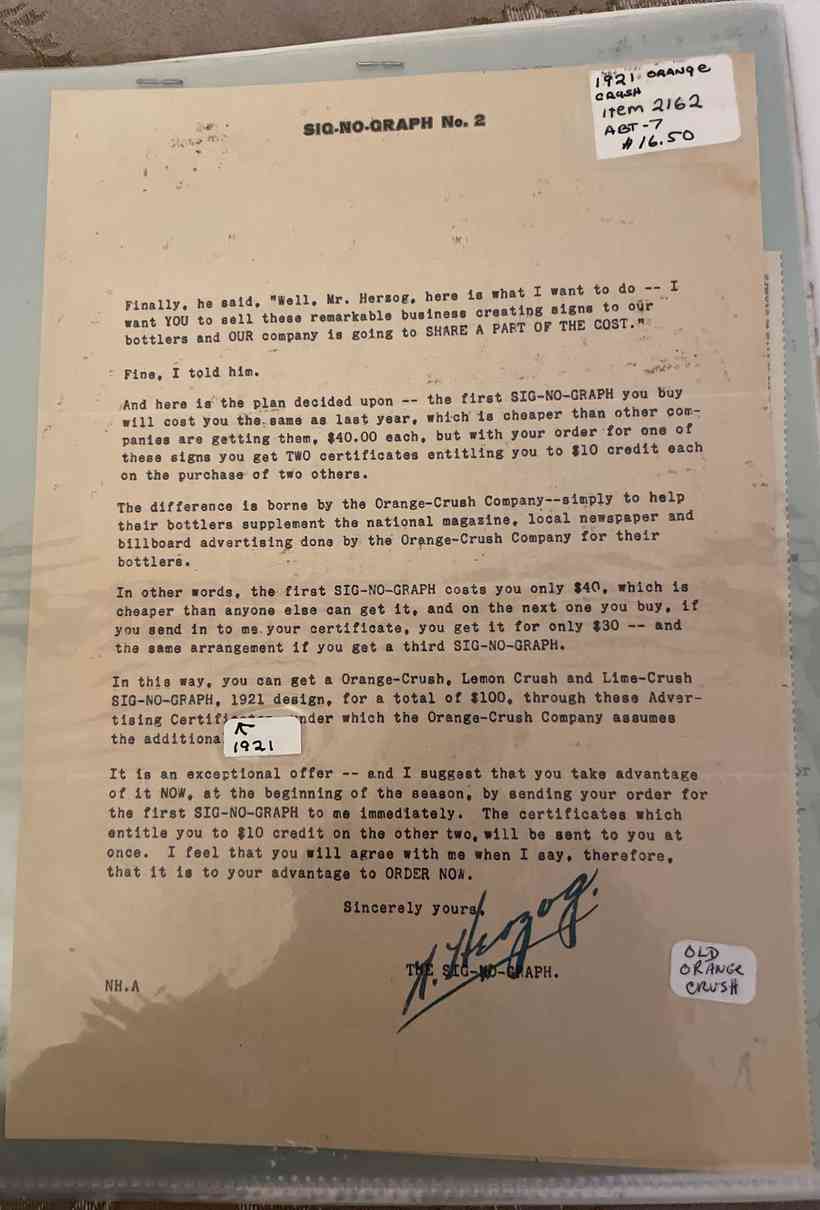 1921 ORANGE
CRUSH
Item 2162
ABT-7
$16.50
SIG-NO-GRAPH No. 2
Finally, he said, "Well, Mr. Herzog, here is what I want to do -- I
want YOU to sell these remarkable business creating signs to our
bottlers and OUR company is going to SHARE A PART OF THE COST."
Fine, I told him.
And here is the plan decided upon -- the first SIG-NO-GRAPH you buy
will cost you the same as last year, which is cheaper than other com-
panies are getting them, $40.00 each, but with your order for one of
these signs you get TWO certificates entitling you to $10 credit each
on the purchase of two others.
The difference is borne by the Orange-Crush Company--simply to help
their bottlers supplement the national magazine, local newspaper and
billboard advertising done by the Orange-Crush Company for their
bottlers.
In other words, the first SIG-NO-GRAPH costs you only $40, which is
cheaper than anyone else can get it, and on the next one you buy, if
you send in to me your certificate, you get it for only $30 -- and
the same arrangement if you get a third SIG-NO-GRAPH.
In this way, you can get a Orange-Crush, Lemon Crush and Lime-Crush
SIG-NO-GRAPH, 1921 design, for a total of $100, through these Adver-
tising which the Orange-Crush Company assumes
the
1921
It is an exceptional offer -- and I suggest that you take advantage
of it NOW, at the beginning of the season, by sending your order for
the first SIG-NO-GRAPH to me immediately. The certificates which
entitle you to $10 credit on the other two, will be sent to you at
once. I feel that you will agree with me when I say, therefore,
that it is to your advantage to ORDER NOW.
Sincerely yours,
N. Herzog.
THE SIG-NO-GRAPH.
NH.A
OLD
ORANGE
CRUSH